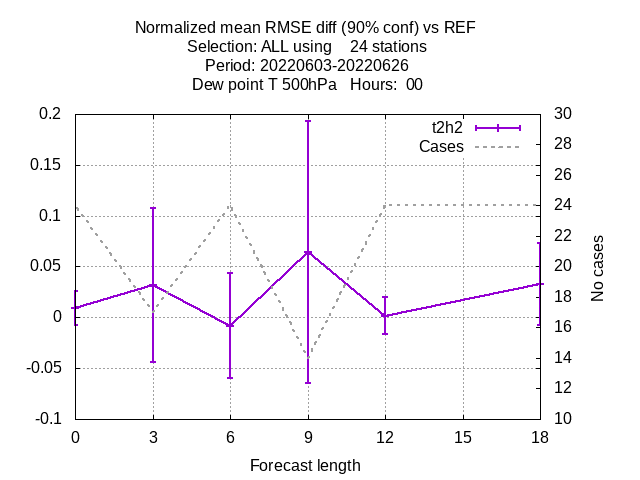 Normalized mean RMSE diff (90% conf) vs REF
Selection: ALL using    24 stations
Period: 20220603-20220626
Dew point T 500hPa   Hours:  00
0.2
0.15
0.1
0.05
0
-0.05
-0.1
t2h2
Cases
30
28
26
24
22
20
18
16
14
12
10
No cases
0 3 6 9 12 15 18
Forecast length